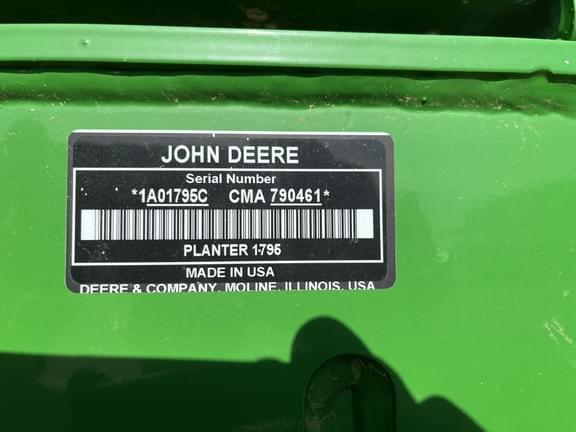 JOHN DEERE
Serial Number
*1A01795C CMA 790461*
PLANTER 1795
MADE IN USA
DEERE & COMPANY, MOLINE, ILLINOIS, USA